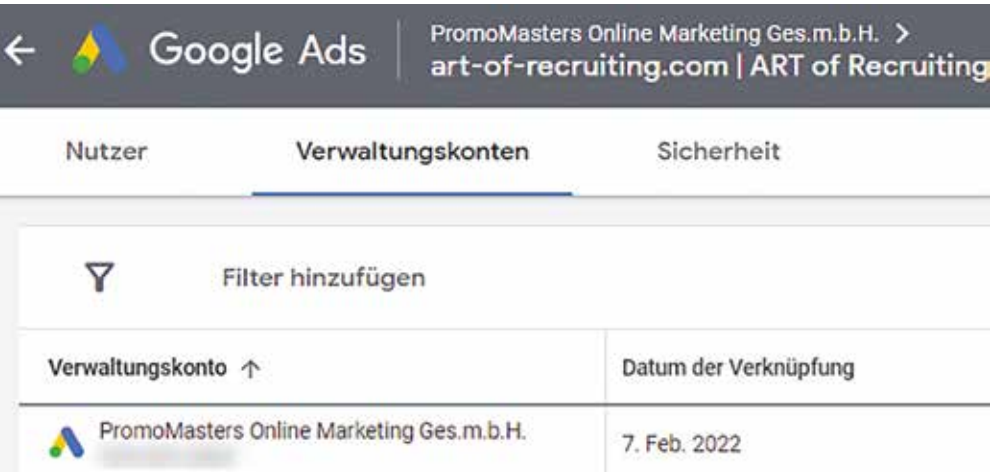 Google Ads
PromoMasters Online Marketing Ges.m.b.H. >
art-of-recruiting.com | ART of Recruiting
Nutzer
Verwaltungskonten
Sicherheit
Filter hinzufügen
Verwaltungskonto ↑
Datum der Verknüpfung
PromoMasters Online Marketing Ges.m.b.H.
7. Feb. 2022